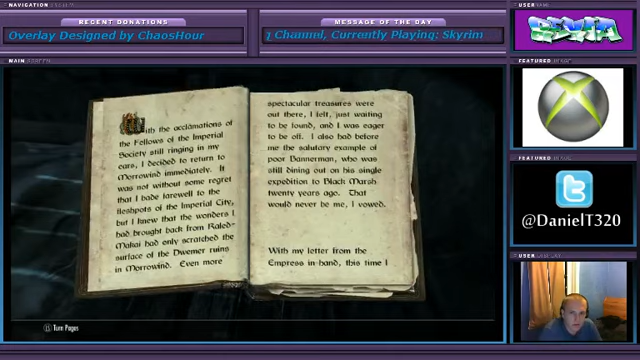 NAVIGATION
USERNAME
RECENT DONATIONS
MESSAGE OF THE DAY
Overlay Designed by ChaosHour
Channel, Currently Playing: Skyrim
MAIN SCREEN
FEATURED
With the acclamations of
the Fellows of the Imperial
Society still ringing in my
ears, I decided to return to
Morrowind immediately. It
was not without some regret
that I bade farewell to the
fleshpots of the Imperial City,
but I knew that the wonders I
had brought back from Raled-
Makai had only scratched the
surface of the Dwemer ruins
in Morrowind. Even more
spectacular treasures were
out there, I felt, just waiting
to be found, and I was eager
to be off. I also had before
me the salutary example of
poor Bannerman, who was
still dining out on his single
expedition to Black Marsh
twenty years ago. That
would never be me, I vowed.
With my letter from the
Empress in-hand, this time I
Turn Pages
FEATURED
@DanielT320
USER